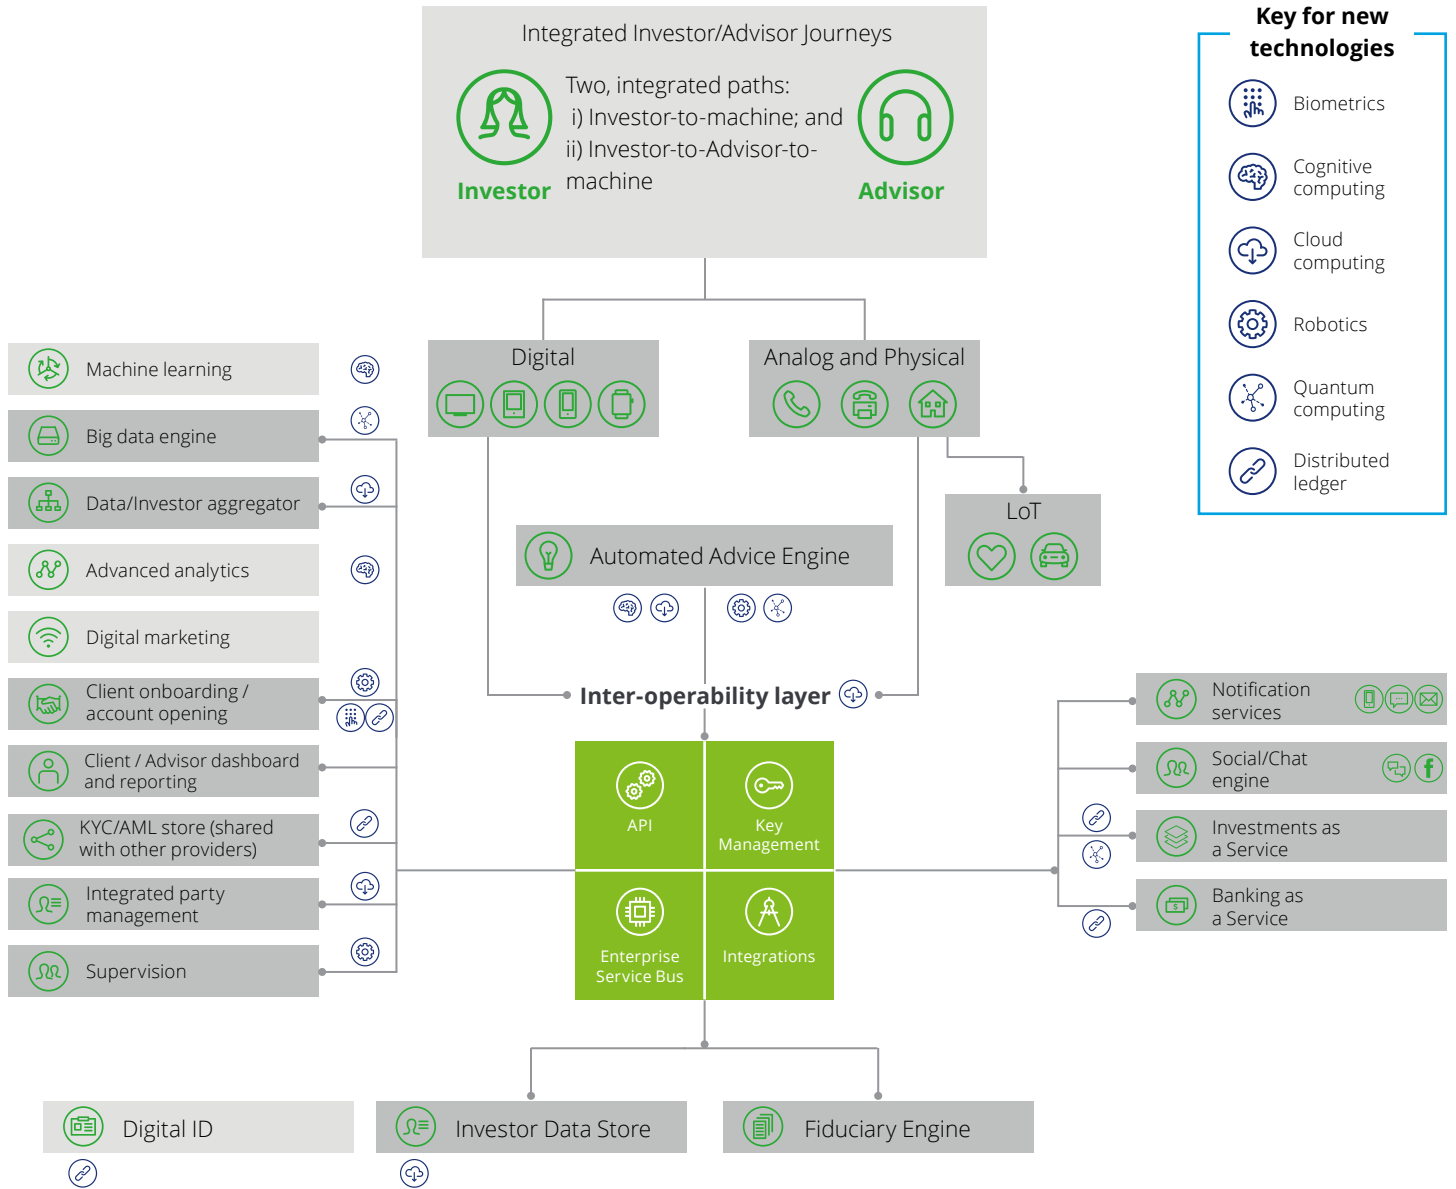 Integrated Investor/Advisor Journeys
Two, integrated paths:
i) Investor-to-machine; and
ii) Investor-to-Advisor-to-
machine
Investor
Advisor
Key for new
technologies
Biometrics
Cognitive
computing
Cloud
computing
Robotics
Quantum
computing
Distributed
ledger
Digital
Analog and Physical
LoT
Automated Advice Engine
Machine learning
Big data engine
Data/Investor aggregator
Advanced analytics
Digital marketing
Client onboarding /
account opening
Client / Advisor dashboard
and reporting
KYC/AML store (shared
with other providers)
Integrated party
management
Supervision
Inter-operability layer
API
Key
Management
Enterprise
Service Bus
Integrations
Notification
services
Social/Chat
engine
f
Investments as
a Service
$
Banking as
a Service
Digital ID
Investor Data Store
Fiduciary Engine